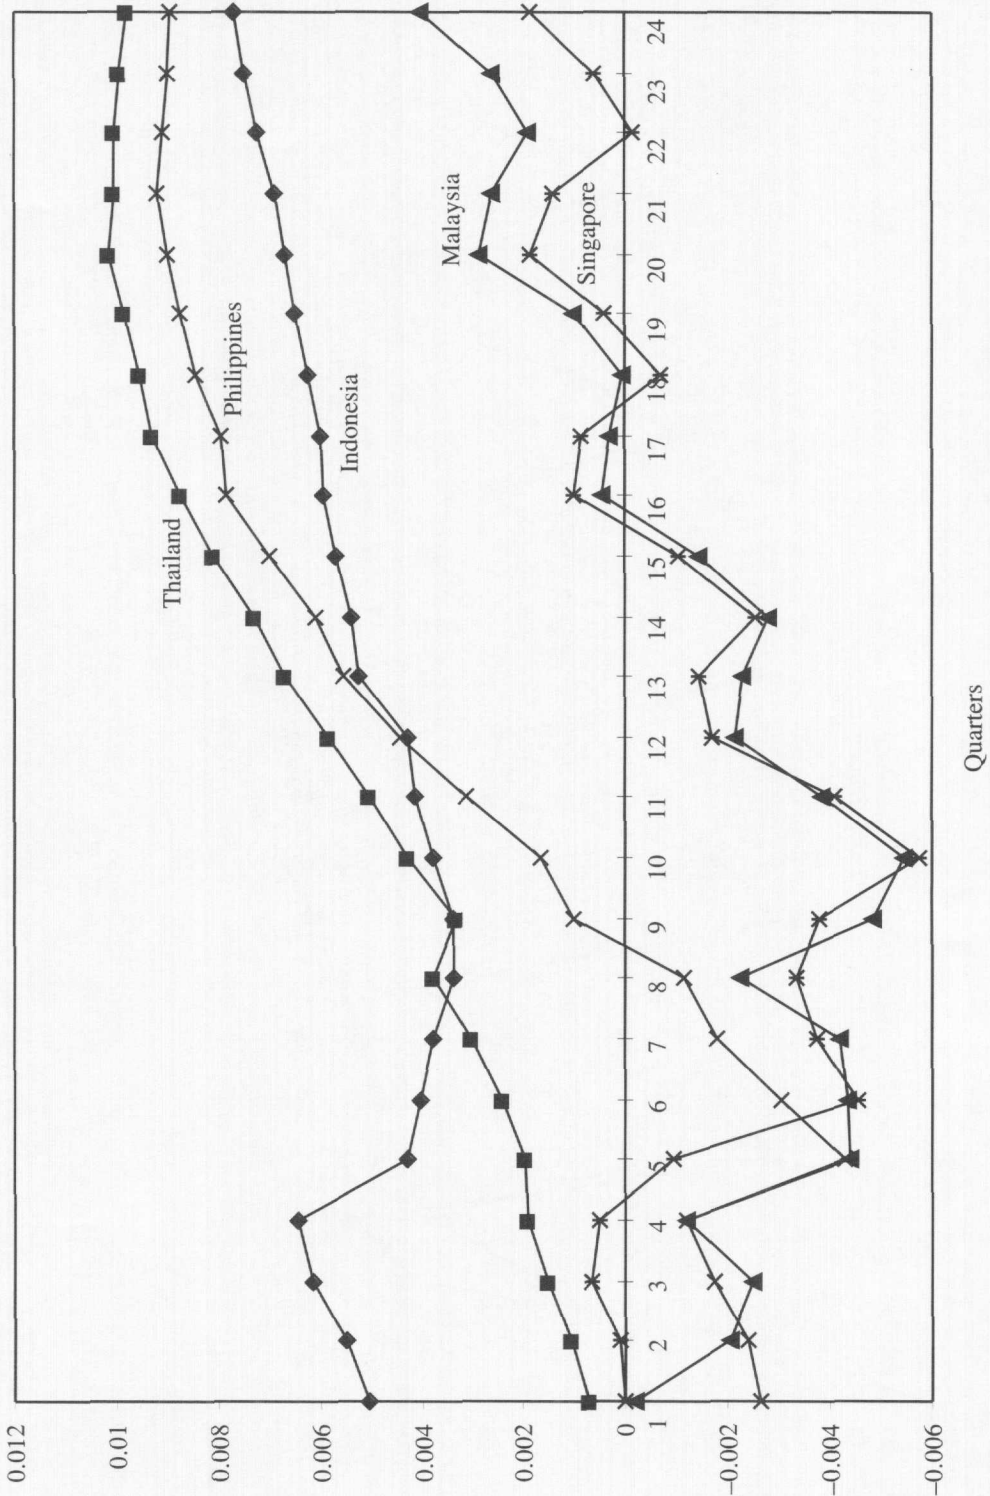 0.012
0.01
0.008
0.006
0.004
0.002
0
−0.002
−0.004
−0.006
Thailand
Philippines
Indonesia
Malaysia
Singapore
1 2 3 4 5 6 7 8 9 10 11 12 13 14 15 16 17 18 19 20 21 22 23 24
Quarters